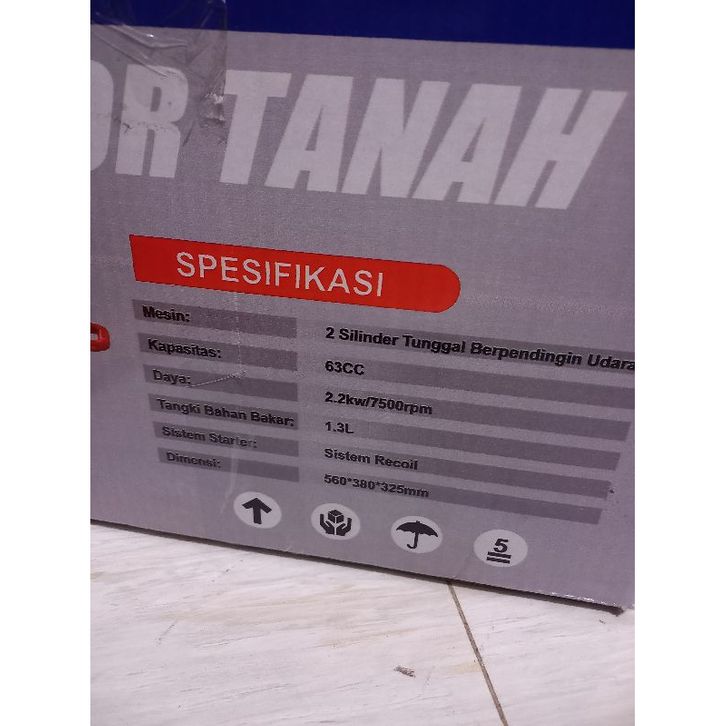 OR TANAH
SPESIFIKASI
Mesin: 2 Silinder Tunggal Berpendingin Udara
Kapasitas: 63CC
Daya: 2.2kw/7500rpm
Tangki Bahan Bakar: 1.3L
Sistem Starter: Sistem Recoil
Dimensi: 560*380*325mm
5